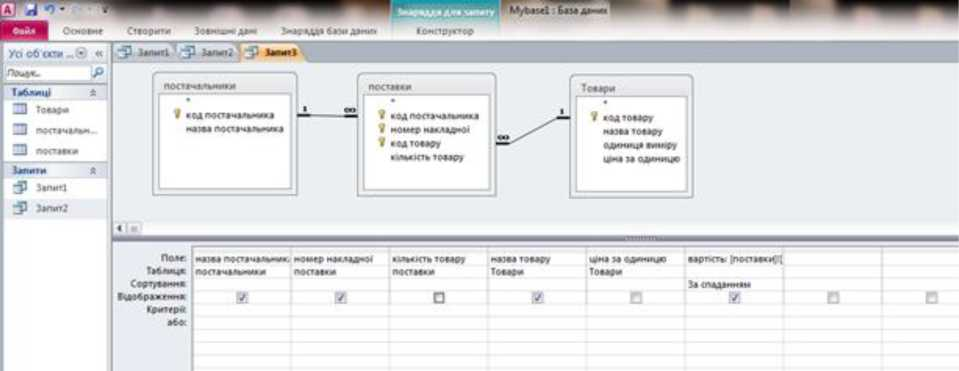 Знаряддя для запиту
Mybase1 : База даних
Файл Основне Створити Зовнішні дані Знаряддя бази даних Конструктор
Усі об'єкти ... «
Пошук...
Таблиці
Товари
постачальн...
поставки
Запити
Запит1
Запит2
Запит1 Запит2 Запит3
постачальники
*
код постачальника
назва постачальника
1 ∞
поставки
*
код постачальника
номер накладної
код товару
кількість товару
∞ 1
Товари
*
код товару
назва товару
одиниця виміру
ціна за одиницю
Поле: назва постачальник номер накладної кількість товару назва товару ціна за одиницю вартість: [поставки]![
Таблиця: постачальники поставки поставки Товари Товари
Сортування: За спаданням
Відображення:
Критерії:
або: